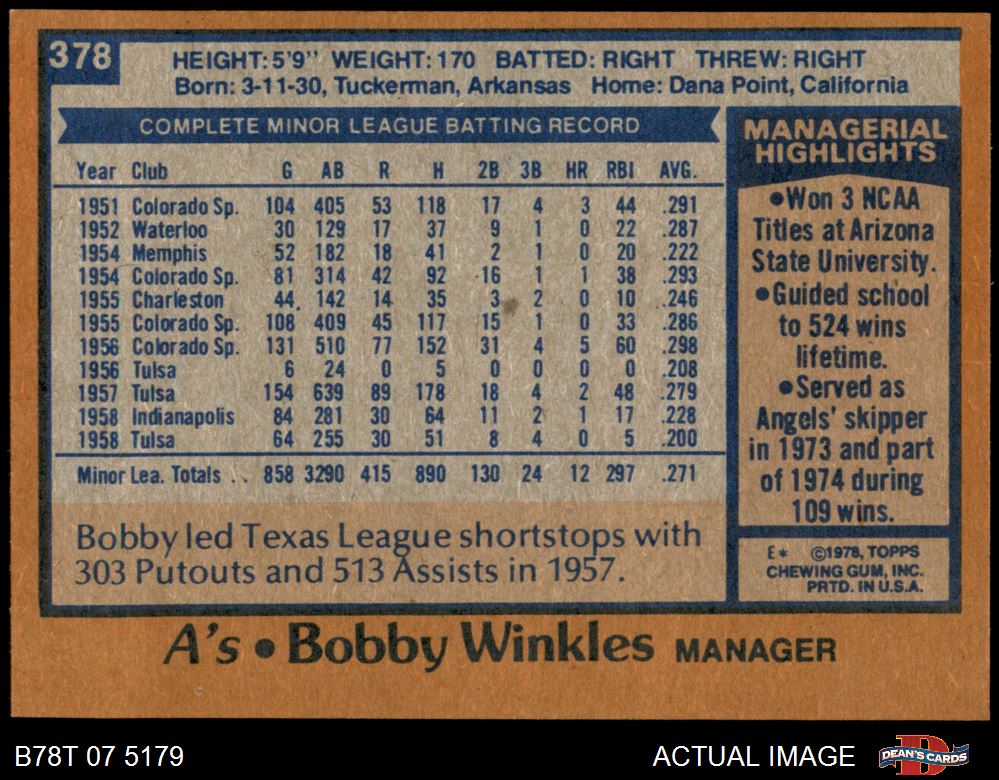 378
HEIGHT: 5'9" WEIGHT: 170 BATTED: RIGHT THREW: RIGHT
Born: 3-11-30, Tuckerman, Arkansas Home: Dana Point, California
COMPLETE MINOR LEAGUE BATTING RECORD
Year Club G AB R H 2B 3B HR RBI AVG.
1951 Colorado Sp. 104 405 53 118 17 4 3 44 .291
1952 Waterloo 30 129 17 37 9 1 0 22 .287
1954 Memphis 52 182 18 41 2 1 0 20 .222
1954 Colorado Sp. 81 314 42 92 16 1 1 38 .293
1955 Charleston 44 142 14 35 3 2 0 10 .246
1955 Colorado Sp. 108 409 45 117 15 1 0 33 .286
1956 Colorado Sp. 131 510 77 152 31 4 5 60 .298
1956 Tulsa 6 24 0 5 0 0 0 0 .208
1957 Tulsa 154 639 89 178 18 4 2 48 .279
1958 Indianapolis 84 281 30 64 11 2 1 17 .228
1958 Tulsa 64 255 30 51 8 4 0 5 .200
Minor Lea. Totals .. 858 3290 415 890 130 24 12 297 .271
Bobby led Texas League shortstops with
303 Putouts and 513 Assists in 1957.
MANAGERIAL
HIGHLIGHTS
•Won 3 NCAA
Titles at Arizona
State University.
•Guided school
to 524 wins
lifetime.
•Served as
Angels' skipper
in 1973 and part
of 1974 during
109 wins.
E* ©1978, TOPPS
CHEWING GUM, INC.
PRTD. IN U.S.A.
A's • Bobby Winkles MANAGER
B78T 07 5179 ACTUAL IMAGE
D
DEAN'S CARDS